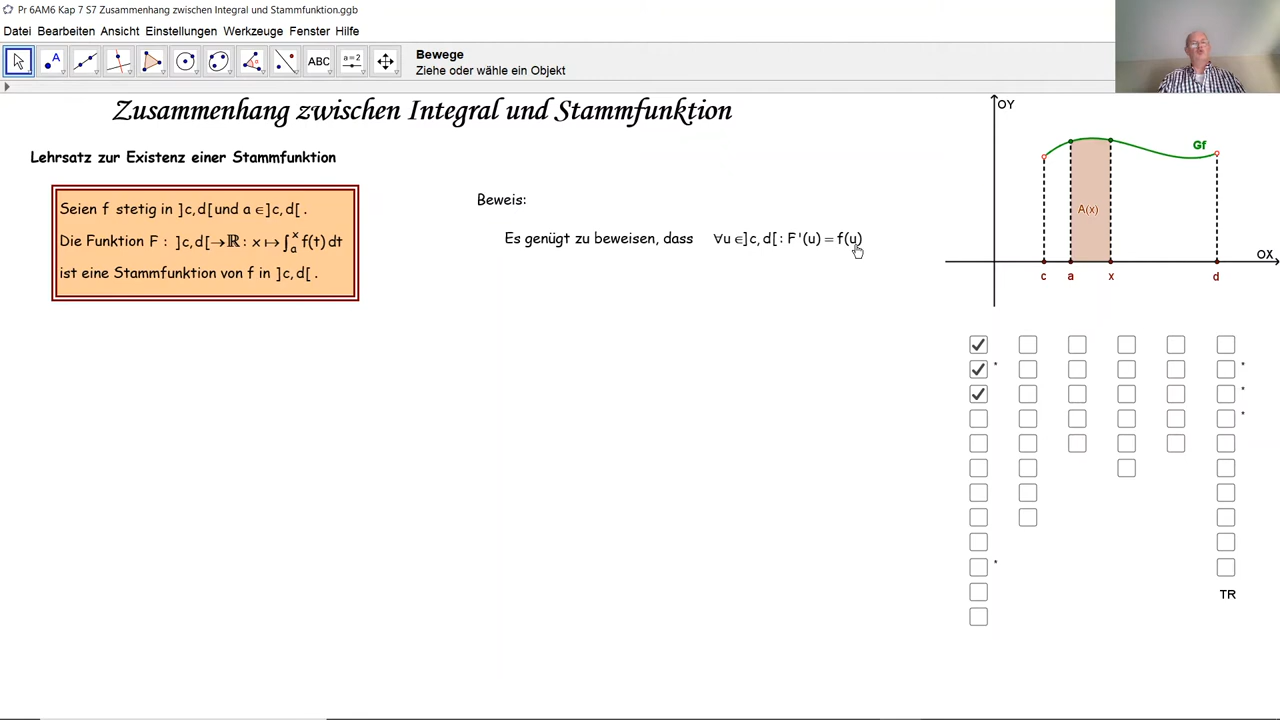 Pr 6AM6 Kap 7 S7 Zusammenhang zwischen Integral und Stammfunktion.ggb
Datei Bearbeiten Ansicht Einstellungen Werkzeuge Fenster Hilfe
A
ABC
a=2
Bewege
Ziehe oder wähle ein Objekt
Zusammenhang zwischen Integral und Stammfunktion
Lehrsatz zur Existenz einer Stammfunktion
Seien f stetig in ]c,d[ und a ∈]c,d[ .
Die Funktion F : ]c,d[→ℝ : x ↦ ∫_a^x f(t) dt
ist eine Stammfunktion von f in ]c,d[ .
Beweis:
Es genügt zu beweisen, dass ∀u ∈]c,d[ : F'(u) = f(u)
OY
Gf
A(x)
OX
c a x d
*
*
*
*
*
TR